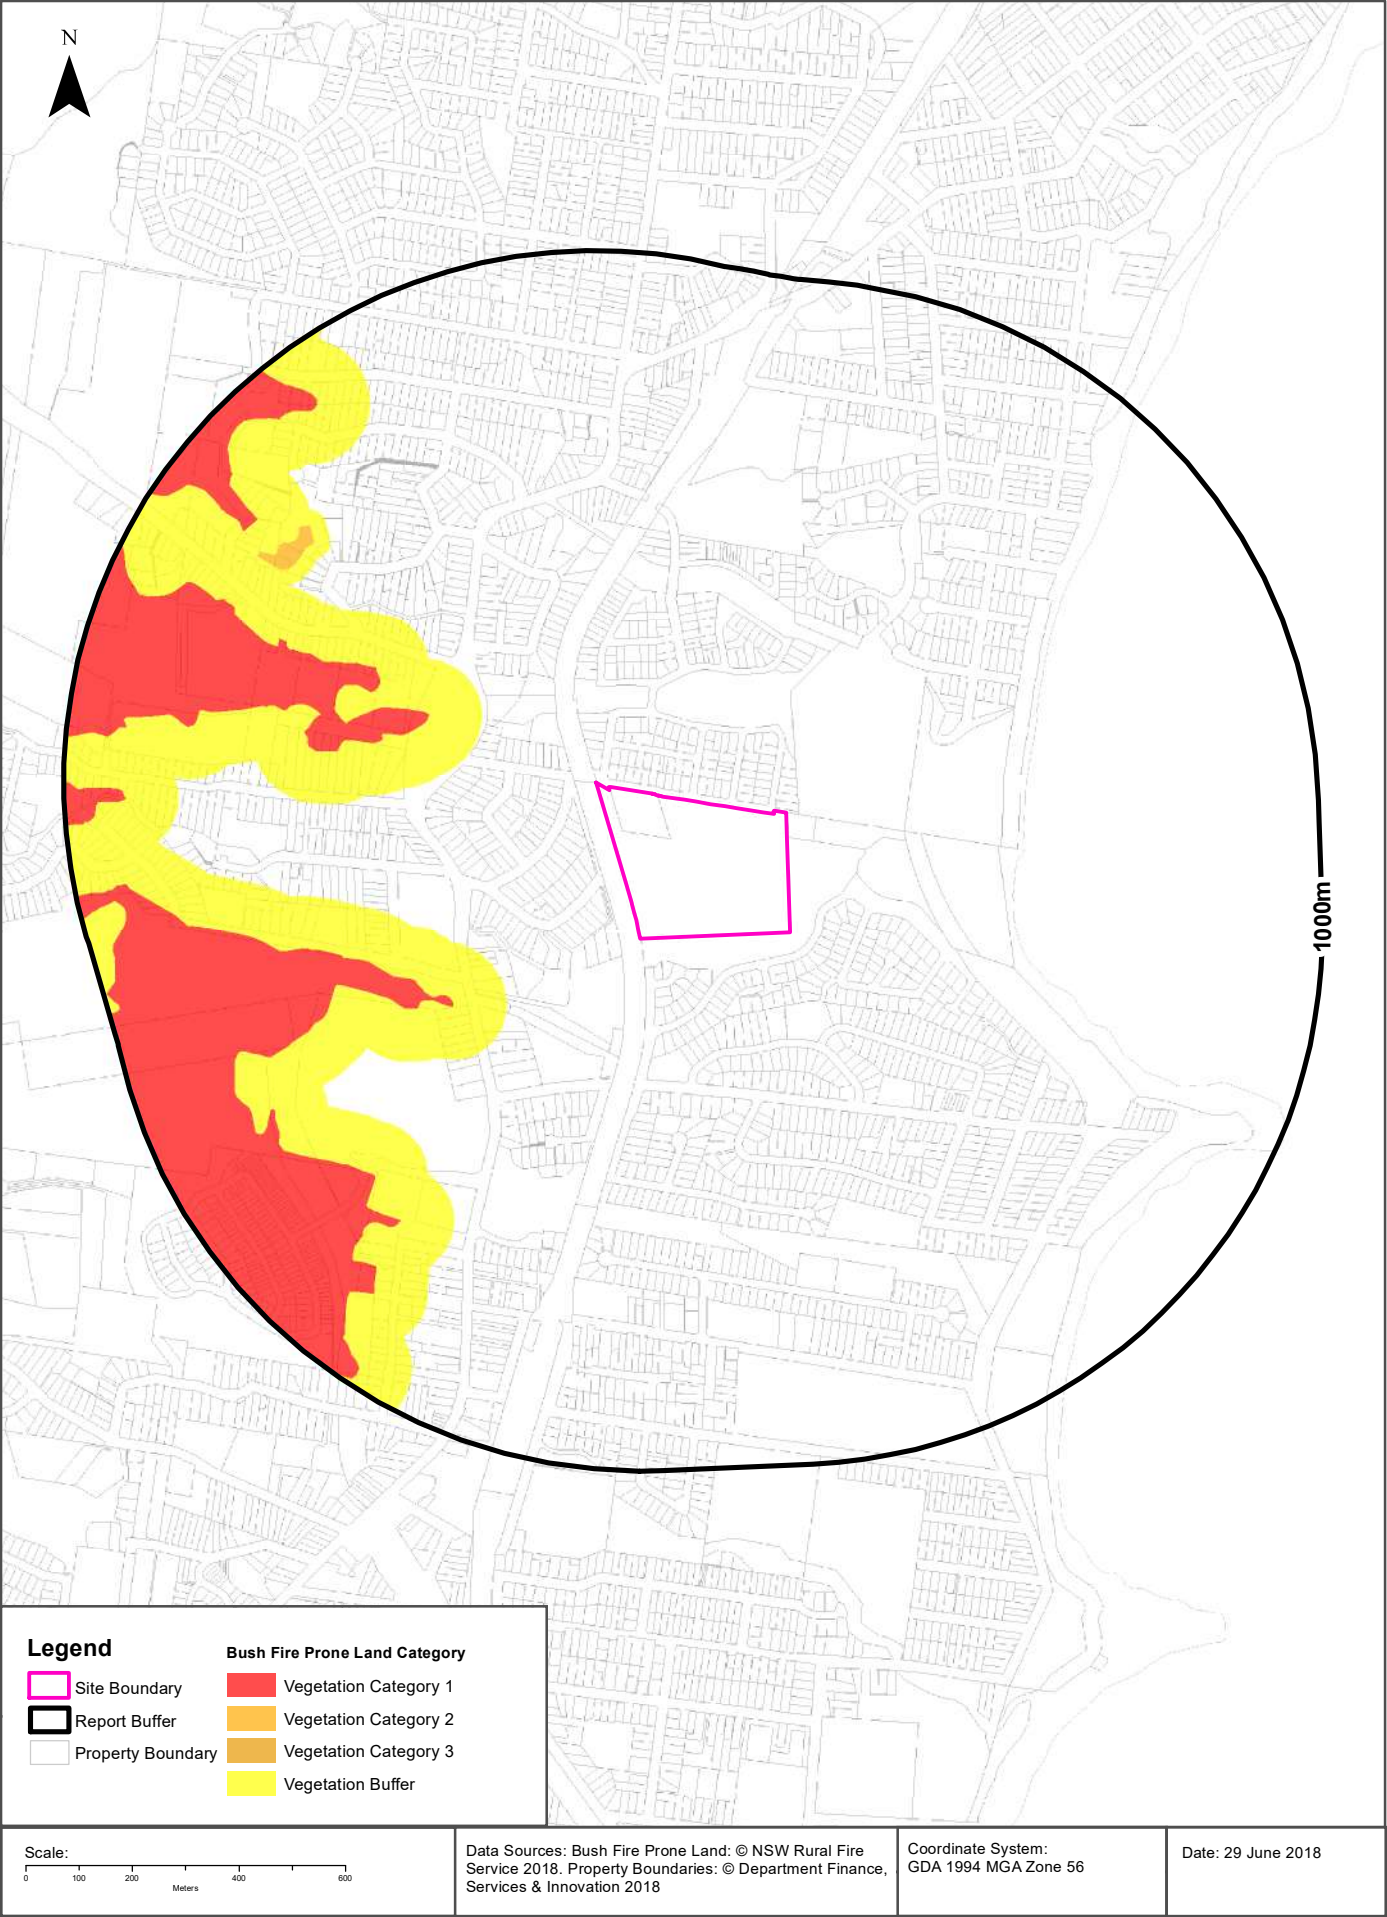 N
1000m
Legend
Site Boundary
Report Buffer
Property Boundary
Bush Fire Prone Land Category
Vegetation Category 1
Vegetation Category 2
Vegetation Category 3
Vegetation Buffer
Scale:
0 100 200 400 600
Meters
Data Sources: Bush Fire Prone Land: © NSW Rural Fire
Service 2018. Property Boundaries: © Department Finance,
Services & Innovation 2018
Coordinate System:
GDA 1994 MGA Zone 56
Date: 29 June 2018